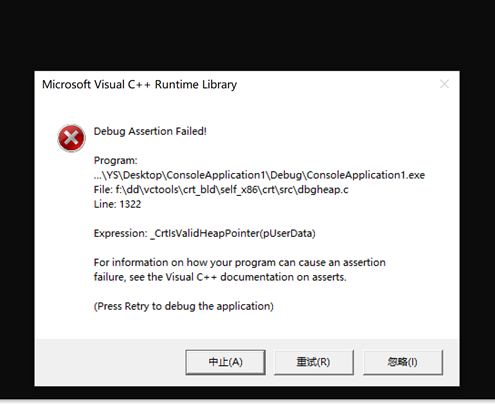 Microsoft Visual C++ Runtime Library
Debug Assertion Failed!
Program:
...\YS\Desktop\ConsoleApplication1\Debug\ConsoleApplication1.exe
File: f:\dd\vctools\crt_bld\self_x86\crt\src\dbgheap.c
Line: 1322
Expression: _CrtIsValidHeapPointer(pUserData)
For information on how your program can cause an assertion
failure, see the Visual C++ documentation on asserts.
(Press Retry to debug the application)
中止(A) 重试(R) 忽略(I)